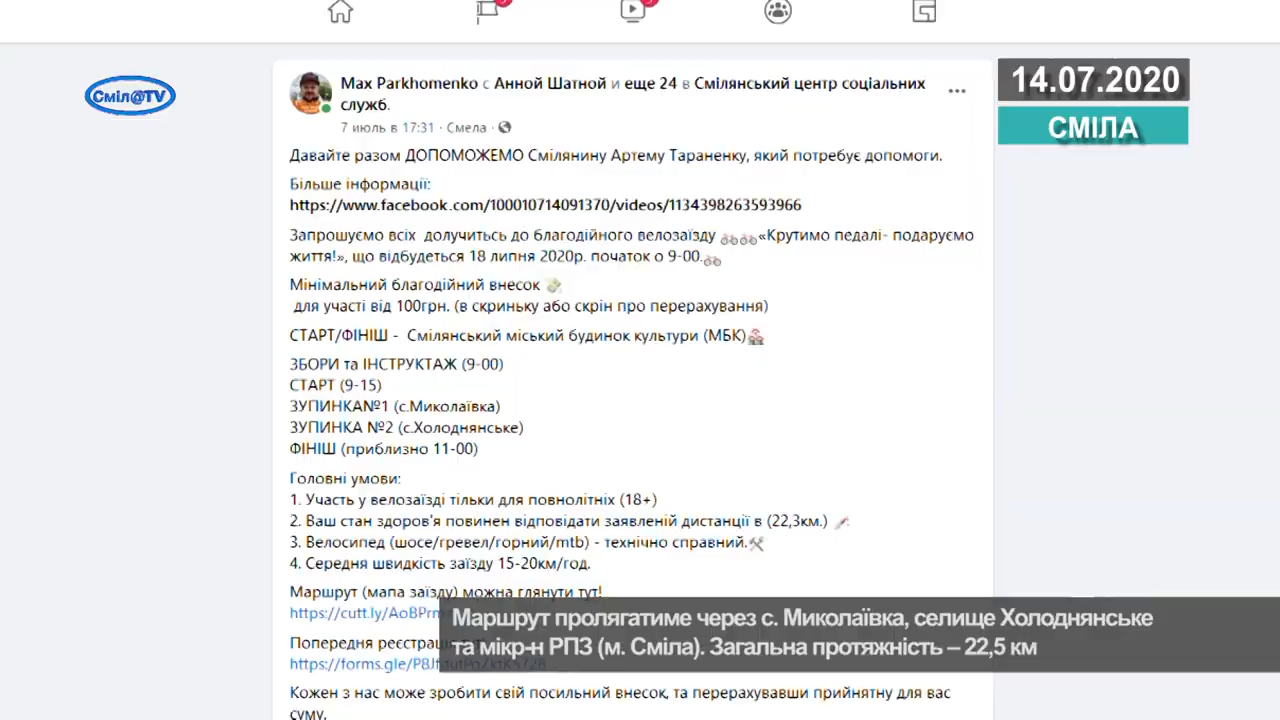 Сміл@TV
Max Parkhomenko с Анной Шатной и еще 24 в Смілянський центр соціальних
служб.
7 июль в 17:31 · Смела ·
14.07.2020
СМІЛА
Давайте разом ДОПОМОЖЕМО Смілянину Артему Тараненку, який потребує допомоги.
Більше інформації:
https://www.facebook.com/100010714091370/videos/1134398263593966
Запрошуємо всіх долучитьсь до благодійного велозаїзду 🚲🚲«Крутимо педалі- подаруємо
життя!», що відбудеться 18 липня 2020р. початок о 9-00.🚲
Мінімальний благодійний внесок 💸
для участі від 100грн. (в скриньку або скрін про перерахування)
СТАРТ/ФІНІШ - Смілянський міський будинок культури (МБК)
ЗБОРИ та ІНСТРУКТАЖ (9-00)
СТАРТ (9-15)
ЗУПИНКА№1 (с.Миколаївка)
ЗУПИНКА №2 (с.Холоднянське)
ФІНІШ (приблизно 11-00)
Головні умови:
1. Участь у велозаїзді тільки для повнолітніх (18+)
2. Ваш стан здоров'я повинен відповідати заявленій дистанції в (22,3км.)
3. Велосипед (шосе/гревел/горний/mtb) - технічно справний.🛠
4. Середня швидкість заїзду 15-20км/год.
Маршрут (мапа заїзду) можна глянути тут!
https://cutt.ly/AoBPrm
Попередня реєстрація
https://forms.gle/
Маршрут пролягатиме через с. Миколаївка, селище Холоднянське
та мікр-н РПЗ (м. Сміла). Загальна протяжність – 22,5 км
Кожен з нас може зробити свій посильний внесок, та перерахувавши прийнятну для вас
суму.